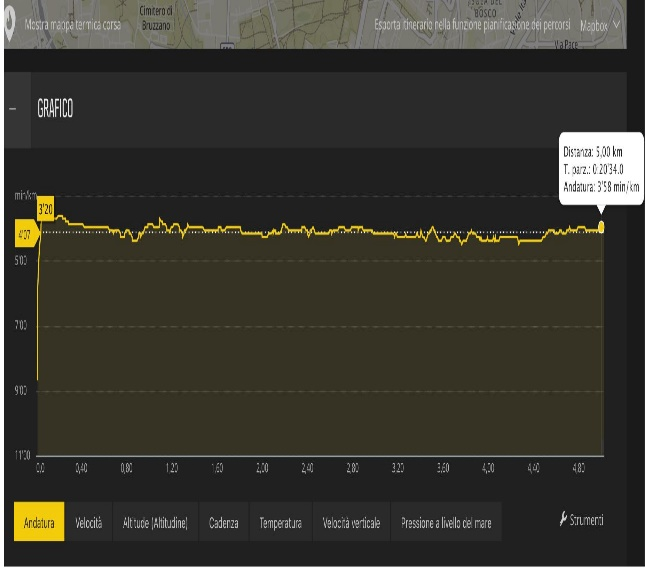 Cimitero di
Bruzzano
BOSCO
Via Pace
Mostra mappa termica corsa
Esporta itinerario nella funzione pianificazione dei percorsi
Mapbox
GRAFICO
Distanza: 5,00 km
T. parz.: 0:20'34.0
Andatura: 3'58 min/km
min/km
3'20
4'07
5'00
7'00
9'00
11'00
0,0 0,40 0,80 1,20 1,60 2,00 2,40 2,80 3,20 3,60 4,00 4,40 4,80
Andatura
Velocità
Altitude (Altitudine)
Cadenza
Temperatura
Velocità verticale
Pressione a livello del mare
Strumenti